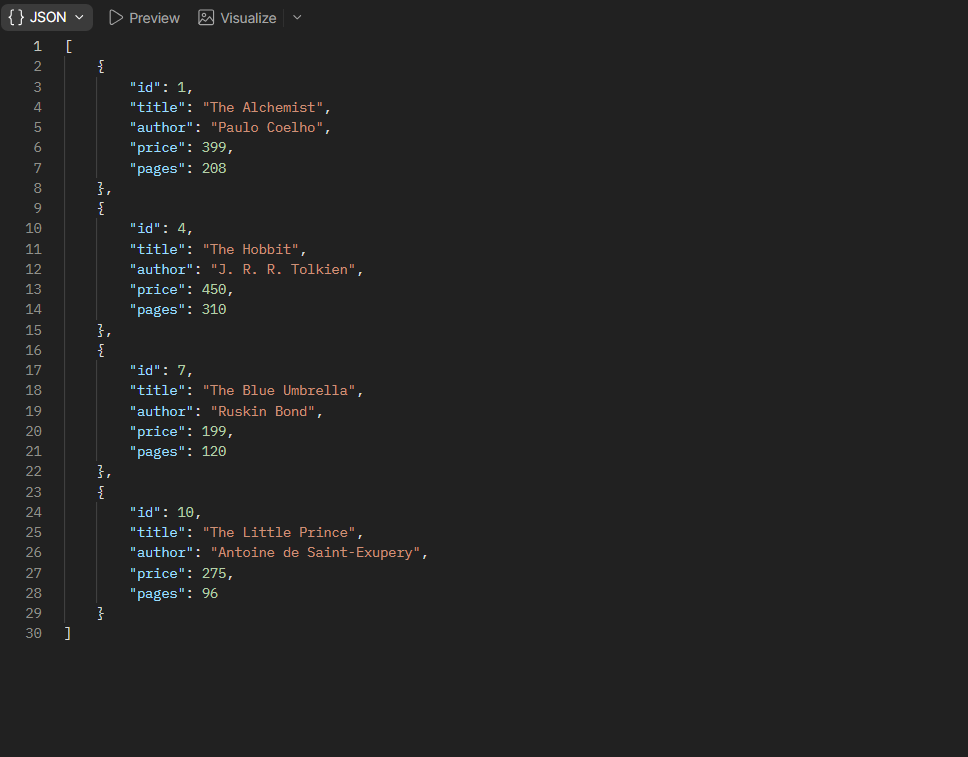 {} JSON Preview Visualize
1 [
2 {
3 "id": 1,
4 "title": "The Alchemist",
5 "author": "Paulo Coelho",
6 "price": 399,
7 "pages": 208
8 },
9 {
10 "id": 4,
11 "title": "The Hobbit",
12 "author": "J. R. R. Tolkien",
13 "price": 450,
14 "pages": 310
15 },
16 {
17 "id": 7,
18 "title": "The Blue Umbrella",
19 "author": "Ruskin Bond",
20 "price": 199,
21 "pages": 120
22 },
23 {
24 "id": 10,
25 "title": "The Little Prince",
26 "author": "Antoine de Saint-Exupery",
27 "price": 275,
28 "pages": 96
29 }
30 ]